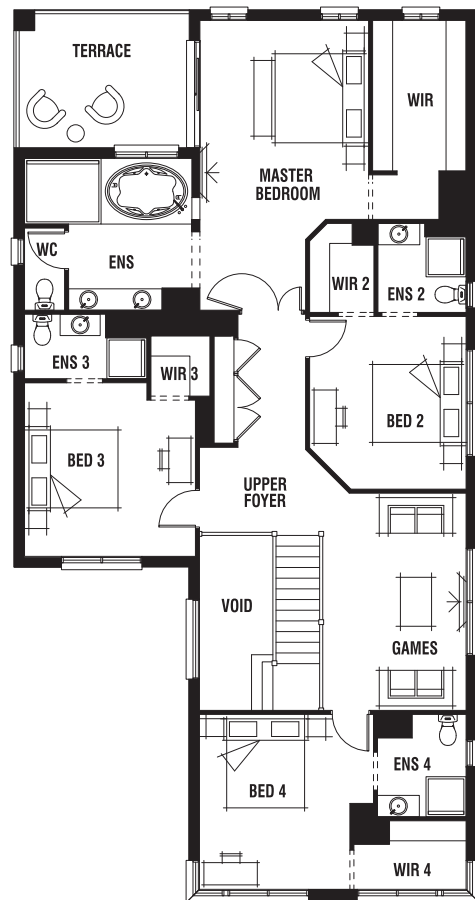 TERRACE
WIR
MASTER
BEDROOM
WC
ENS
WIR 2
ENS 2
ENS 3
WIR 3
BED 2
BED 3
UPPER
FOYER
VOID
GAMES
ENS 4
BED 4
WIR 4